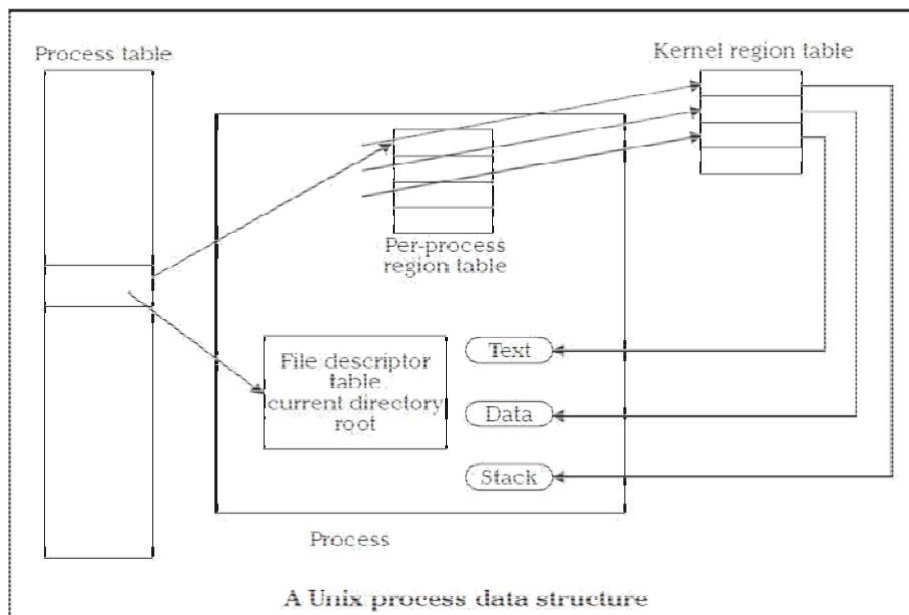 Process table
Kernel region table
Per-process
region table
File descriptor
table
current directory
root
Text
Data
Stack
Process
A Unix process data structure